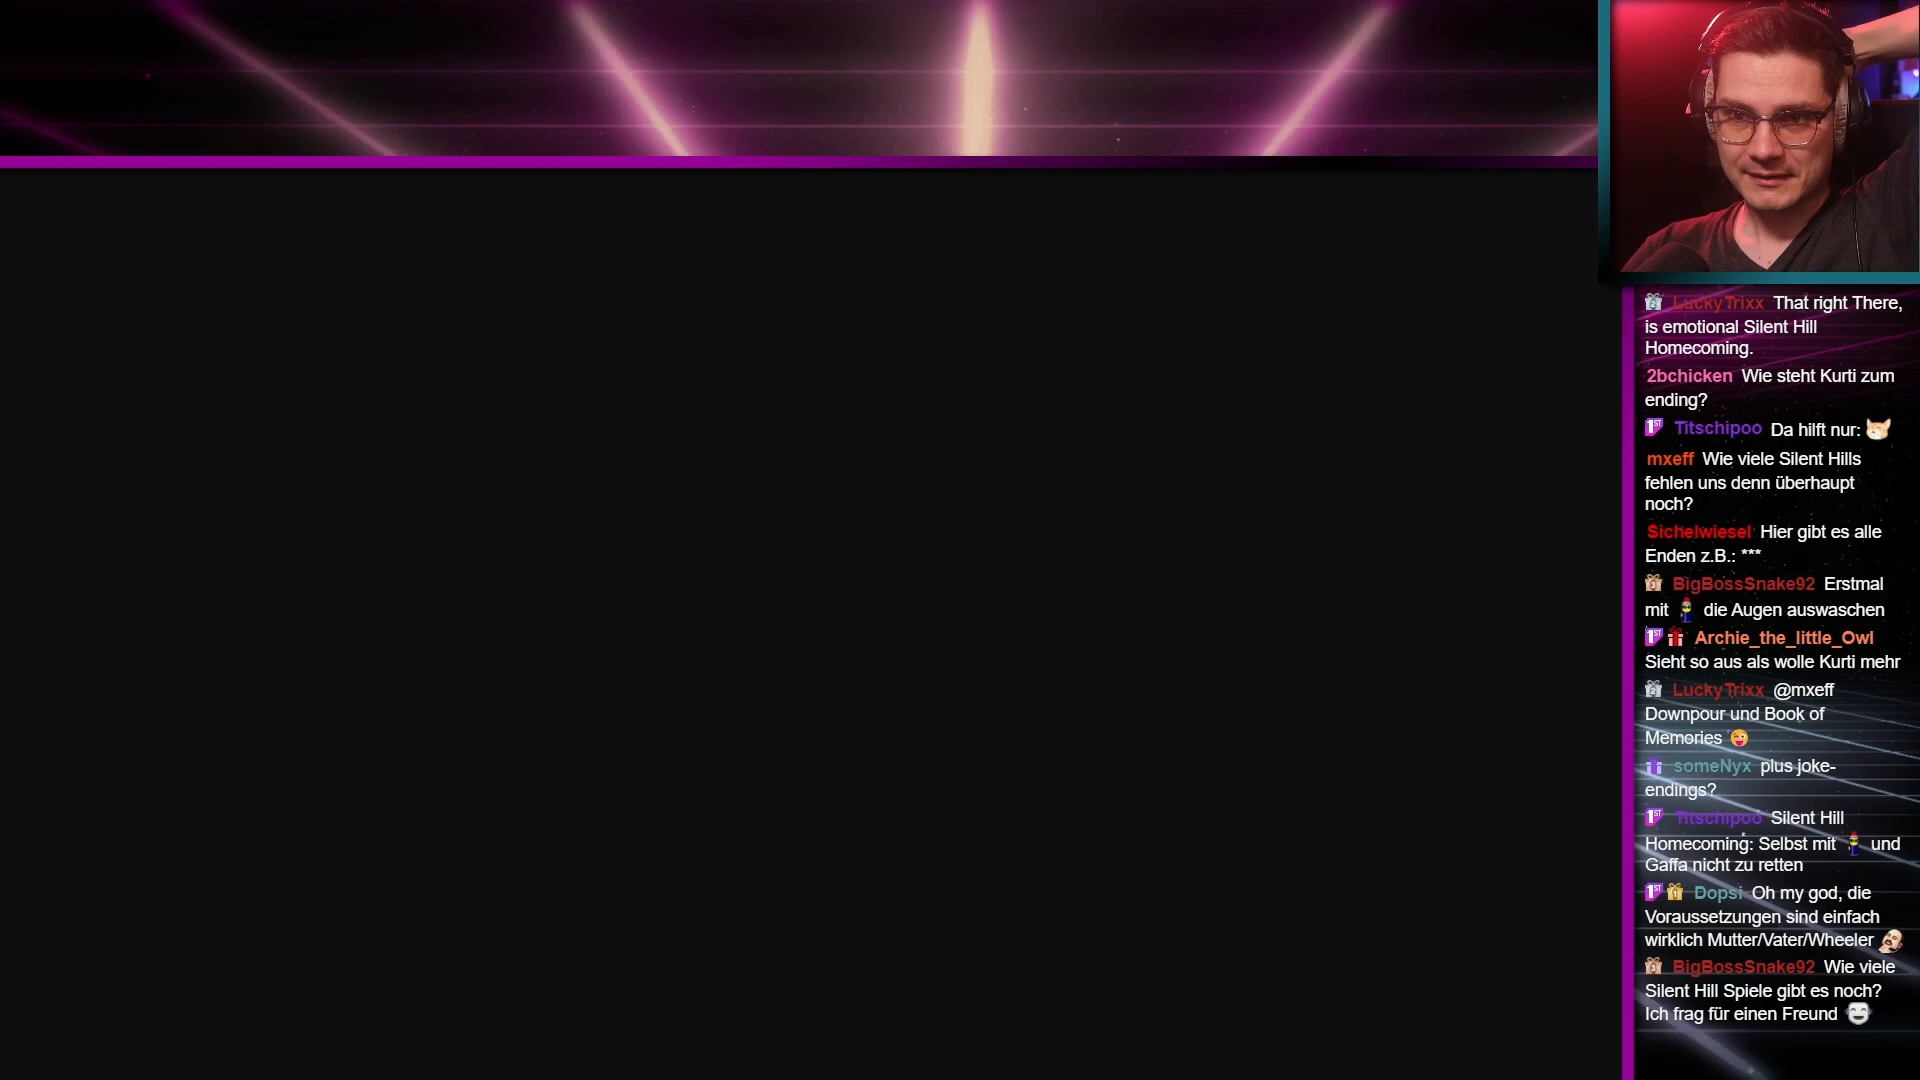 LuckyTrixx That right There,
is emotional Silent Hill
Homecoming.
2bchicken Wie steht Kurti zum
ending?
1ST Titschipoo Da hilft nur:
mxeff Wie viele Silent Hills
fehlen uns denn überhaupt
noch?
Sichelwiesel Hier gibt es alle
Enden z.B.: ***
BigBossSnake92 Erstmal
mit die Augen auswaschen
1ST Archie_the_little_Owl
Sieht so aus als wolle Kurti mehr
LuckyTrixx @mxeff
Downpour und Book of
Memories
someNyx plus joke-
endings?
1ST Titschipoo Silent Hill
Homecoming: Selbst mit und
Gaffa nicht zu retten
1ST Dopsi Oh my god, die
Voraussetzungen sind einfach
wirklich Mutter/Vater/Wheeler
BigBossSnake92 Wie viele
Silent Hill Spiele gibt es noch?
Ich frag für einen Freund